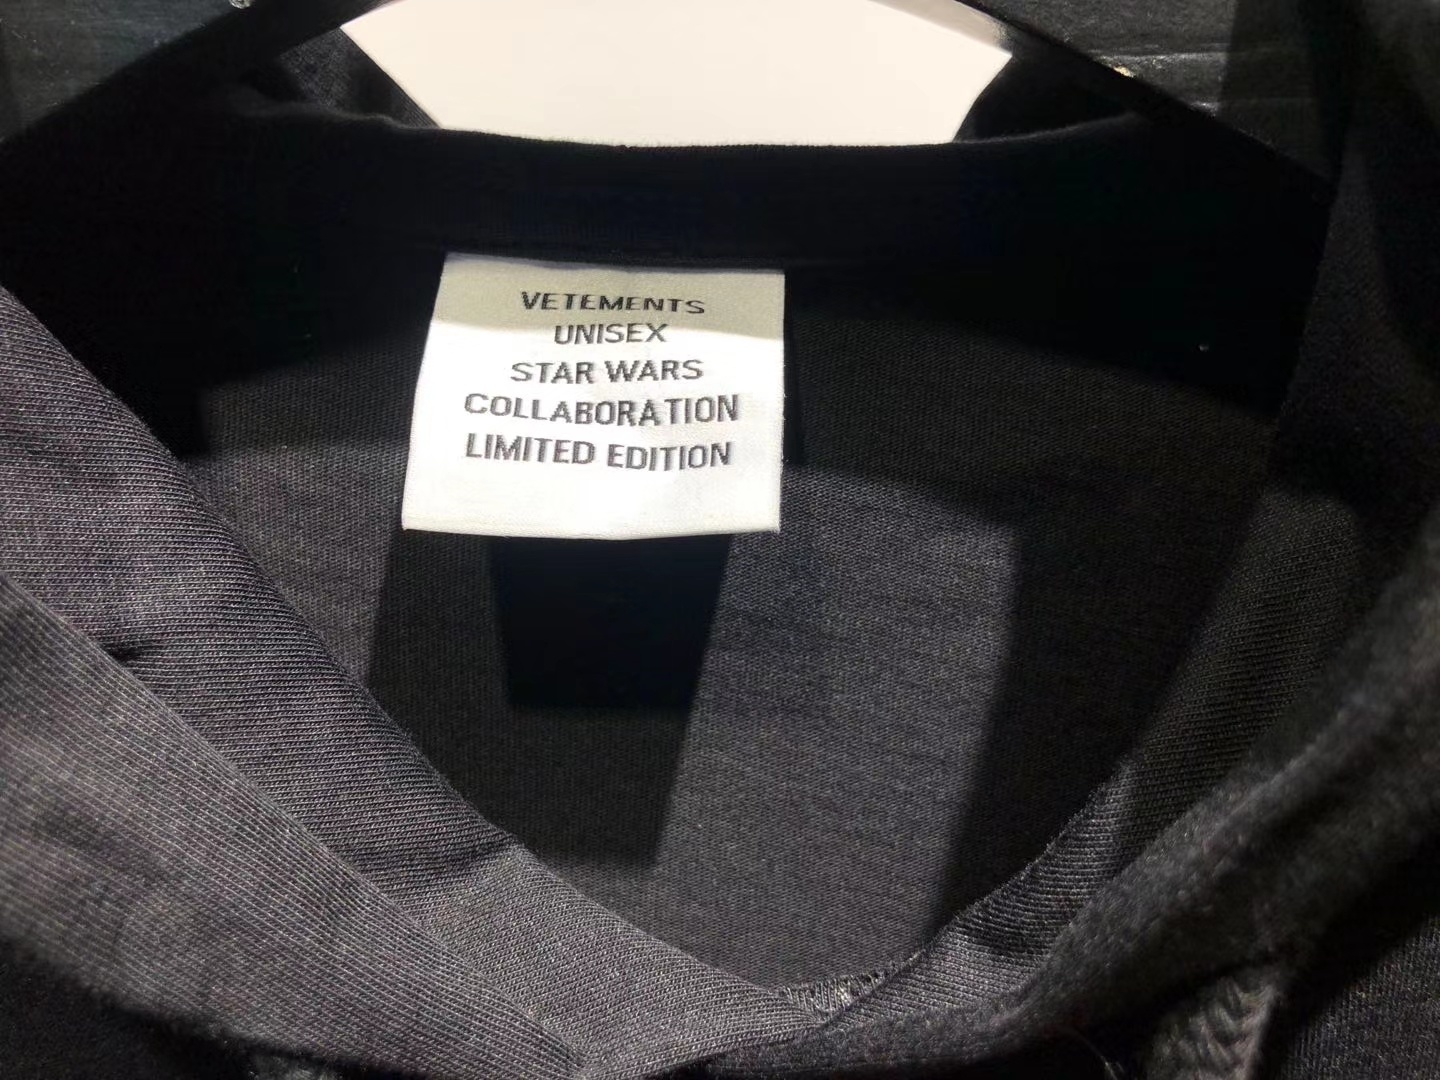 VETEMENTS
UNISEX
STAR WARS
COLLABORATION
LIMITED EDITION